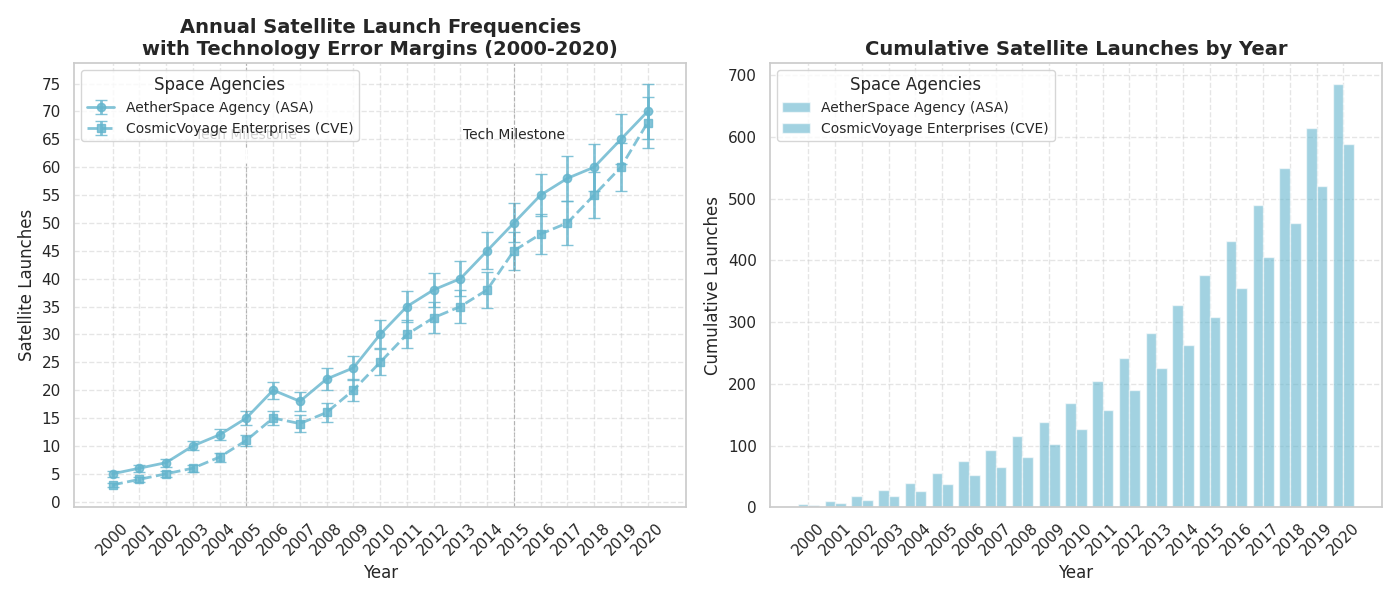 Annual Satellite Launch Frequencies
with Technology Error Margins (2000-2020)
Space Agencies
AetherSpace Agency (ASA)
CosmicVoyage Enterprises (CVE)
Tech Milestone
Tech Milestone
Satellite Launches
75
70
65
60
55
50
45
40
35
30
25
20
15
10
5
0
2000 2001 2002 2003 2004 2005 2006 2007 2008 2009 2010 2011 2012 2013 2014 2015 2016 2017 2018 2019 2020
Year
Cumulative Satellite Launches by Year
Space Agencies
AetherSpace Agency (ASA)
CosmicVoyage Enterprises (CVE)
Cumulative Launches
700
600
500
400
300
200
100
0
2000 2001 2002 2003 2004 2005 2006 2007 2008 2009 2010 2011 2012 2013 2014 2015 2016 2017 2018 2019 2020
Year